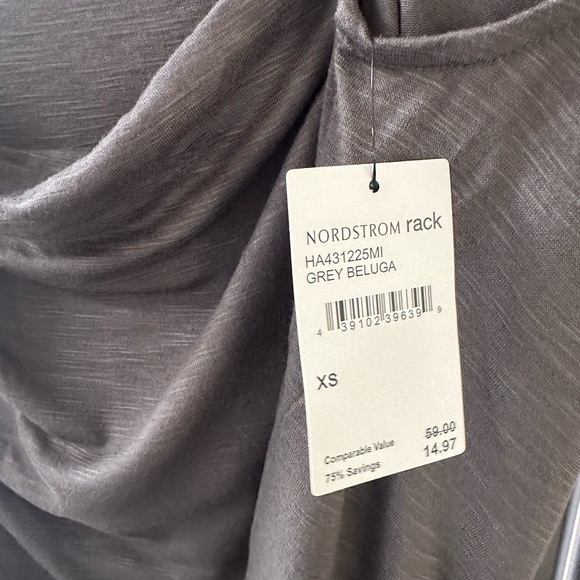 NORDSTROM rack
HA431225MI
GREY BELUGA
4 39102 39639 9
XS
Comparable Value 59.00
75% Savings 14.97